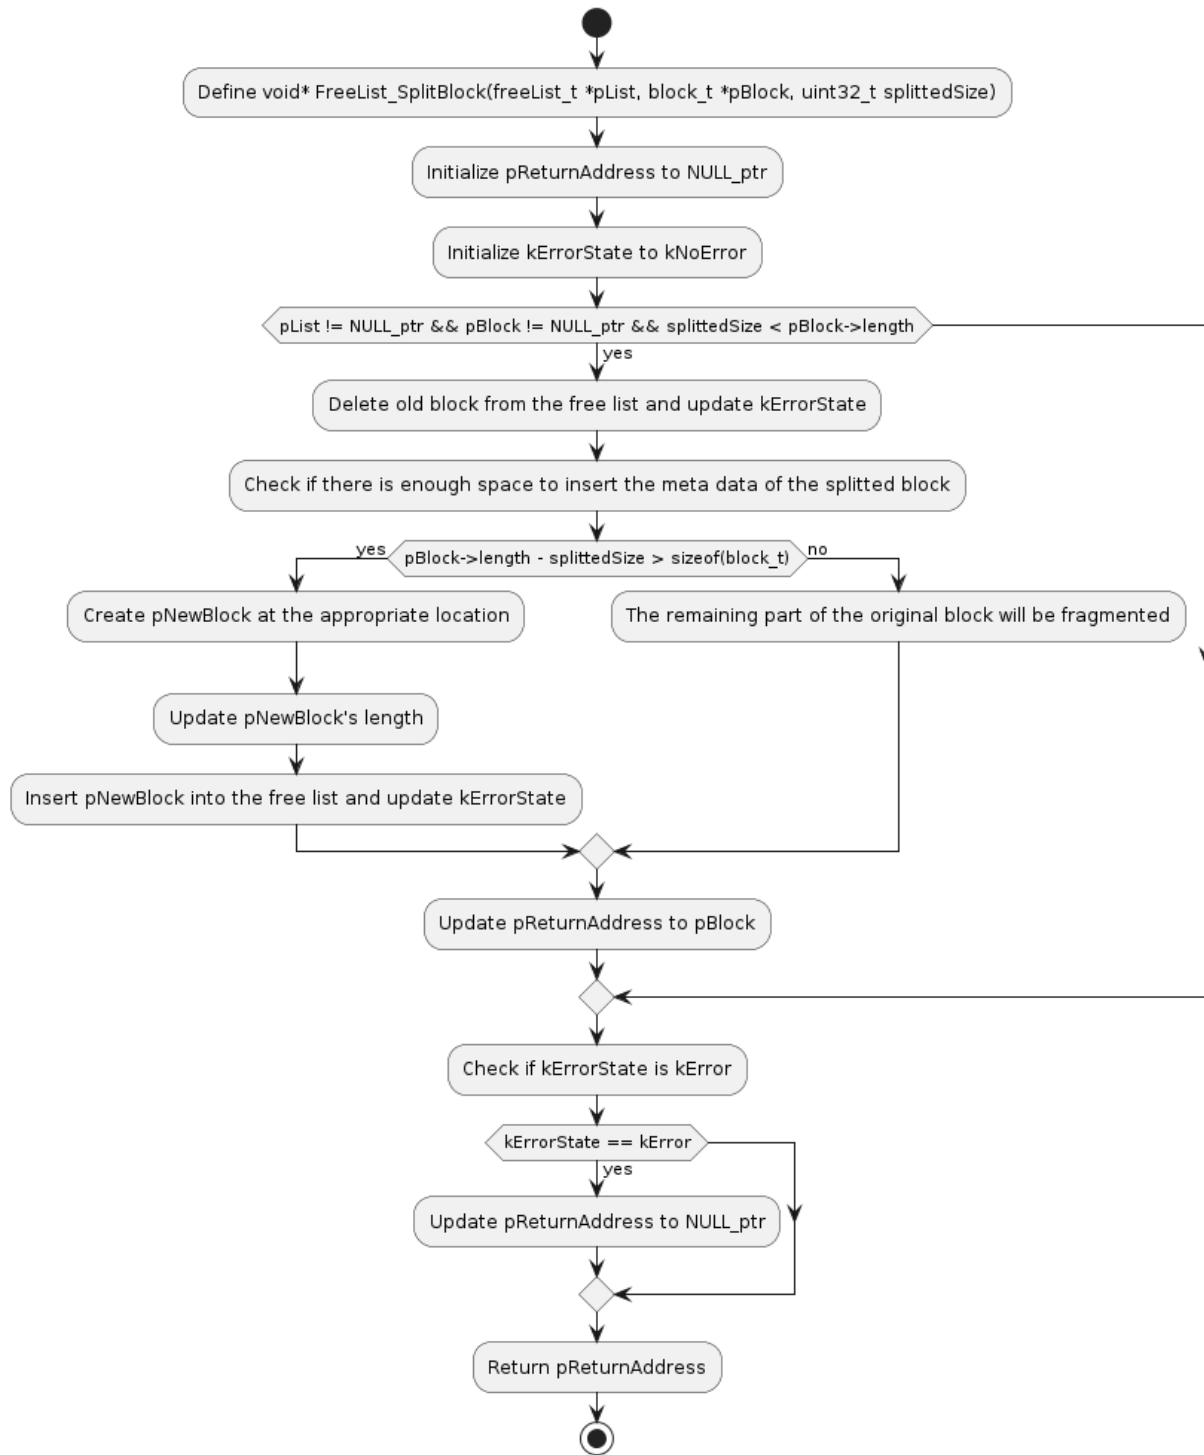 Define void* FreeList_SplitBlock(freeList_t *pList, block_t *pBlock, uint32_t splittedSize)
Initialize pReturnAddress to NULL_ptr
Initialize kErrorState to kNoError
pList != NULL_ptr && pBlock != NULL_ptr && splittedSize < pBlock->length
yes
Delete old block from the free list and update kErrorState
Check if there is enough space to insert the meta data of the splitted block
yes
pBlock->length - splittedSize > sizeof(block_t)
no
Create pNewBlock at the appropriate location
The remaining part of the original block will be fragmented
Update pNewBlock's length
Insert pNewBlock into the free list and update kErrorState
Update pReturnAddress to pBlock
Check if kErrorState is kError
kErrorState == kError
yes
Update pReturnAddress to NULL_ptr
Return pReturnAddress